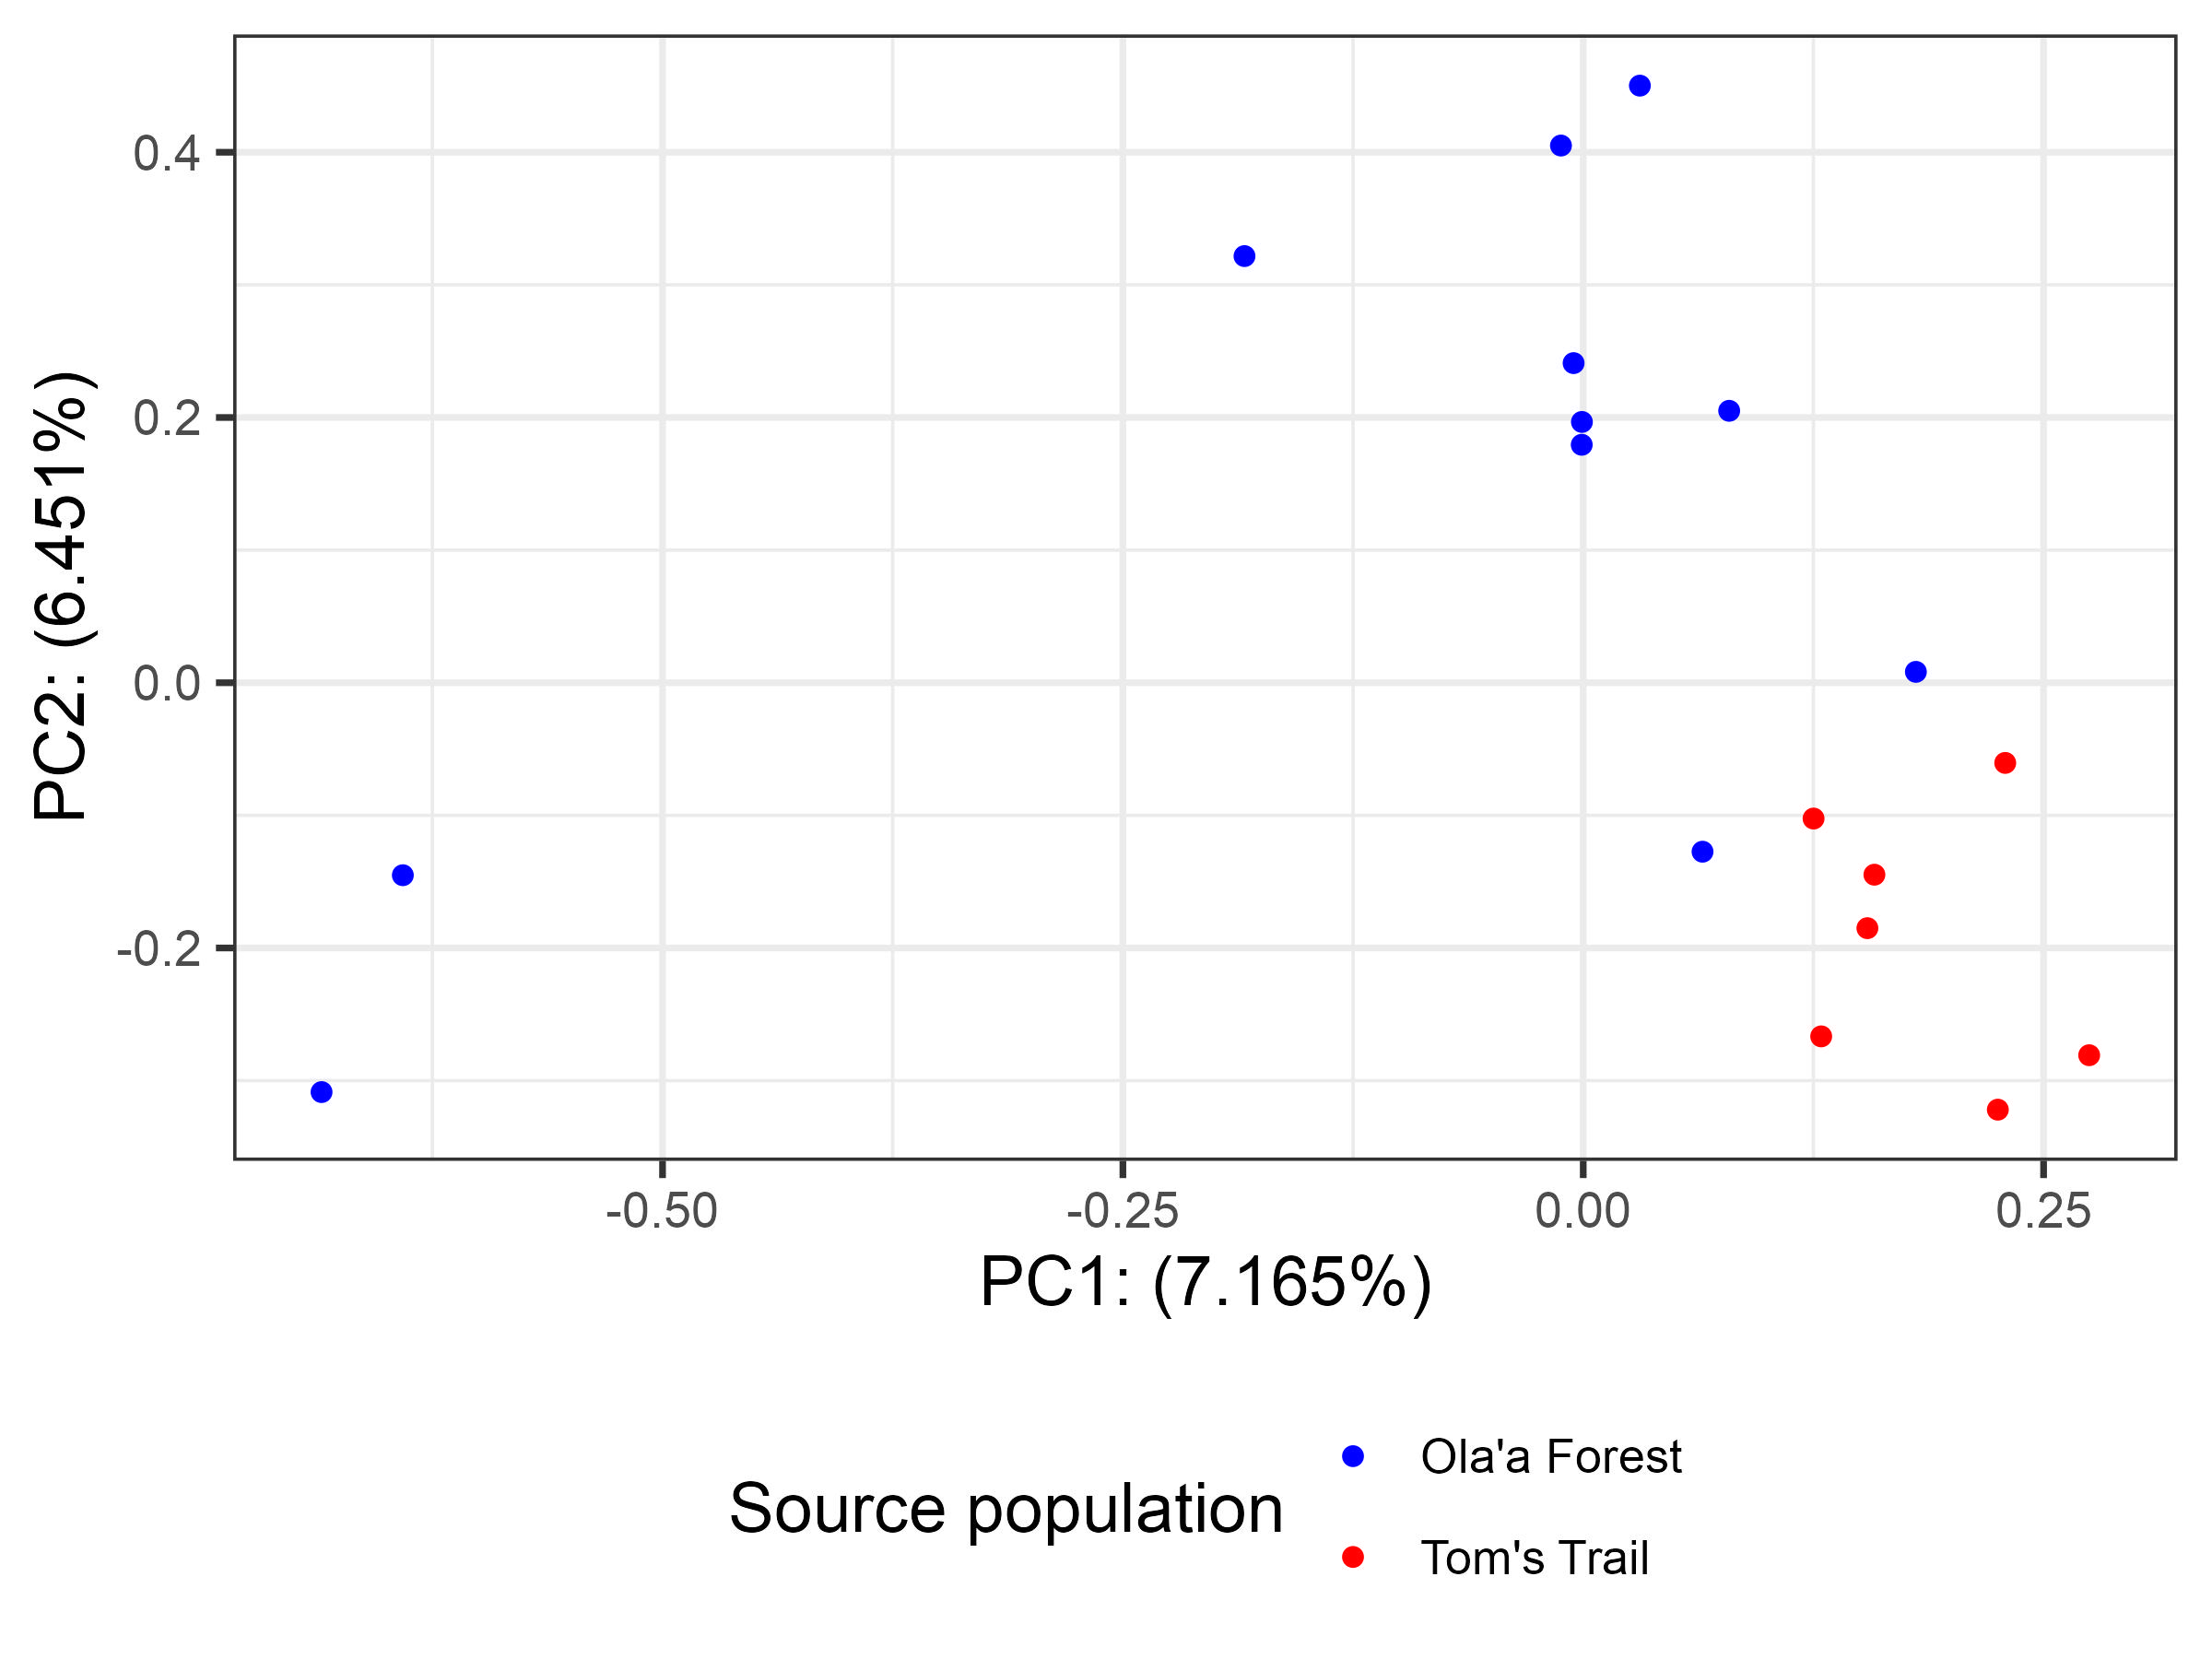 PC2: (6.451%)
0.4
0.2
0.0
-0.2
-0.50 -0.25 0.00 0.25
PC1: (7.165%)
Source population
Ola'a Forest
Tom's Trail